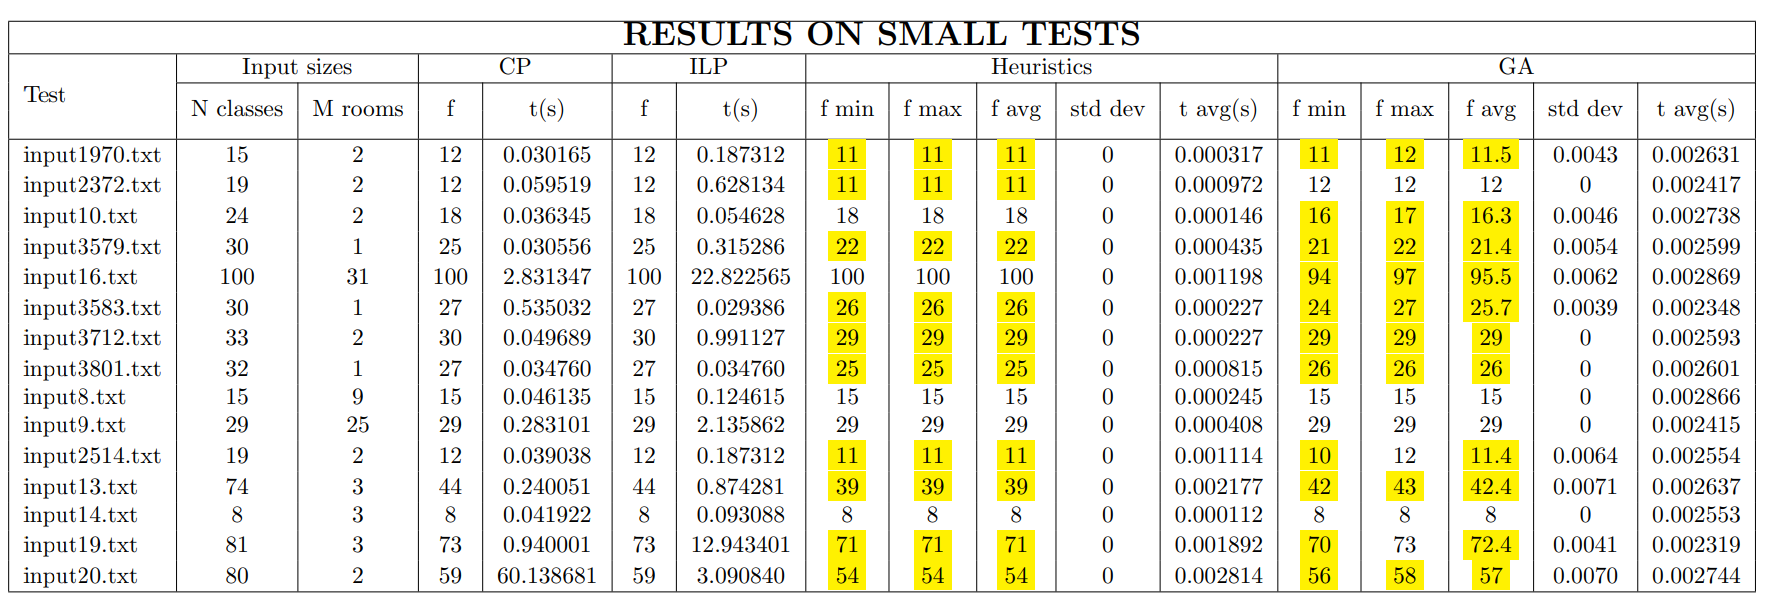 RESULTS ON SMALL TESTS
Test Input sizes CP ILP Heuristics GA
N classes M rooms f t(s) f t(s) f min f max f avg std dev t avg(s) f min f max f avg std dev t avg(s)
input1970.txt 15 2 12 0.030165 12 0.187312 11 11 11 0 0.000317 11 12 11.5 0.0043 0.002631
input2372.txt 19 2 12 0.059519 12 0.628134 11 11 11 0 0.000972 12 12 12 0 0.002417
input10.txt 24 2 18 0.036345 18 0.054628 18 18 18 0 0.000146 16 17 16.3 0.0046 0.002738
input3579.txt 30 1 25 0.030556 25 0.315286 22 22 22 0 0.000435 21 22 21.4 0.0054 0.002599
input16.txt 100 31 100 2.831347 100 22.822565 100 100 100 0 0.001198 94 97 95.5 0.0062 0.002869
input3583.txt 30 1 27 0.535032 27 0.029386 26 26 26 0 0.000227 24 27 25.7 0.0039 0.002348
input3712.txt 33 2 30 0.049689 30 0.991127 29 29 29 0 0.000227 29 29 29 0 0.002593
input3801.txt 32 1 27 0.034760 27 0.034760 25 25 25 0 0.000815 26 26 26 0 0.002601
input8.txt 15 9 15 0.046135 15 0.124615 15 15 15 0 0.000245 15 15 15 0 0.002866
input9.txt 29 25 29 0.283101 29 2.135862 29 29 29 0 0.000408 29 29 29 0 0.002415
input2514.txt 19 2 12 0.039038 12 0.187312 11 11 11 0 0.001114 10 12 11.4 0.0064 0.002554
input13.txt 74 3 44 0.240051 44 0.874281 39 39 39 0 0.002177 42 43 42.4 0.0071 0.002637
input14.txt 8 3 8 0.041922 8 0.093088 8 8 8 0 0.000112 8 8 8 0 0.002553
input19.txt 81 3 73 0.940001 73 12.943401 71 71 71 0 0.001892 70 73 72.4 0.0041 0.002319
input20.txt 80 2 59 60.138681 59 3.090840 54 54 54 0 0.002814 56 58 57 0.0070 0.002744